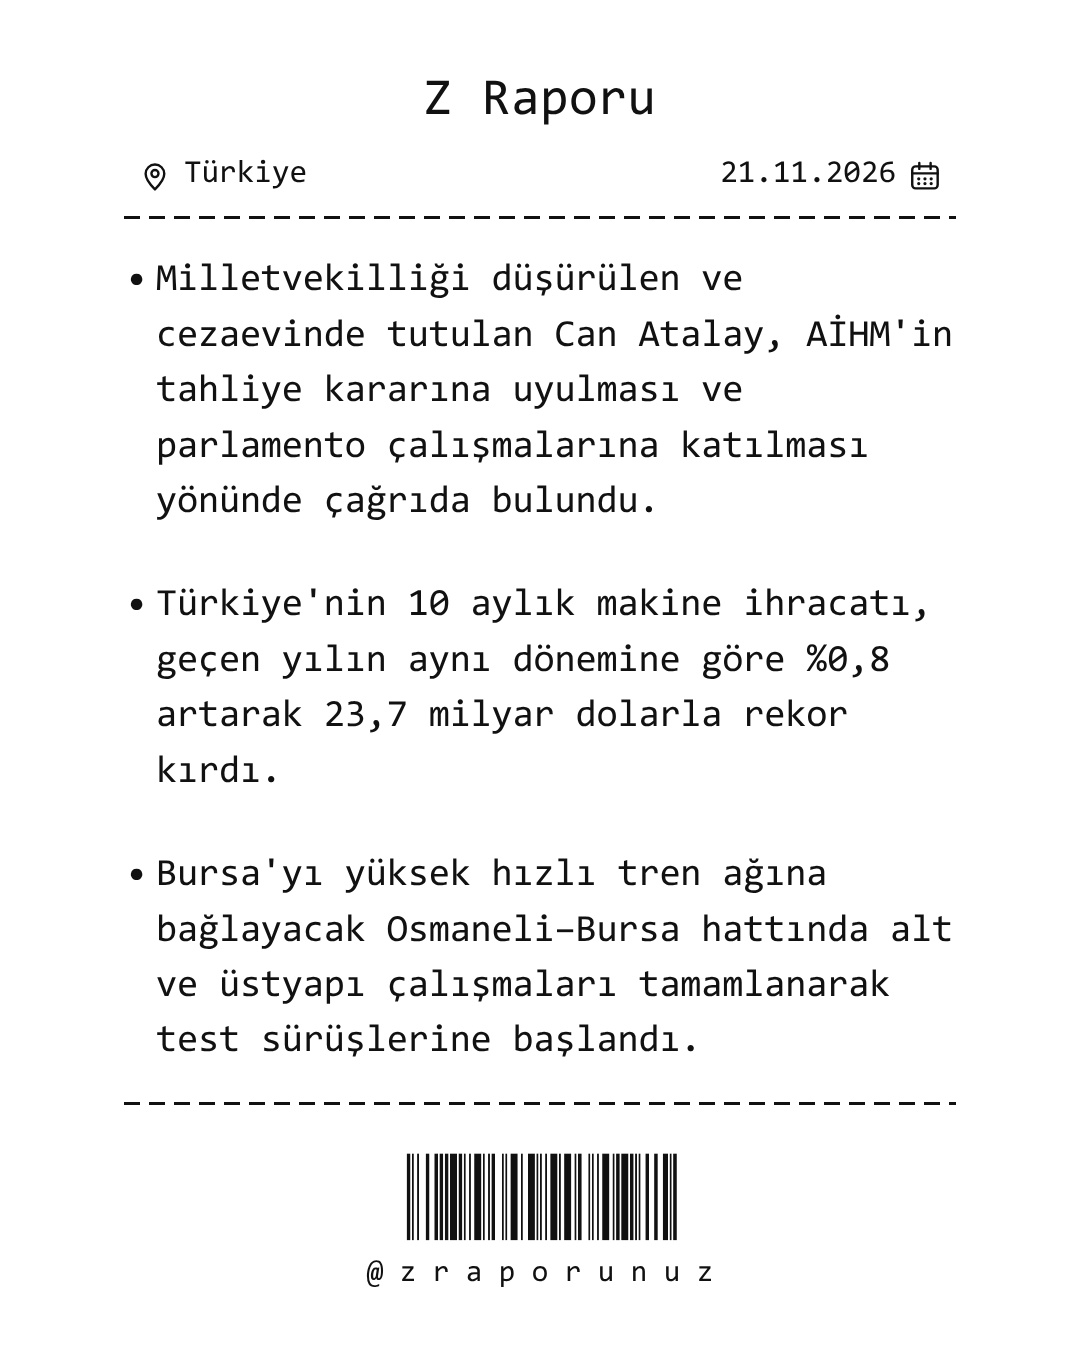 Z Raporu
Türkiye
21.11.2026
• Milletvekilliği düşürülen ve
cezaevinde tutulan Can Atalay, AİHM'in
tahliye kararına uyulması ve
parlamento çalışmalarına katılması
yönünde çağrıda bulundu.
• Türkiye'nin 10 aylık makine ihracatı,
geçen yılın aynı dönemine göre %0,8
artarak 23,7 milyar dolarla rekor
kırdı.
• Bursa'yı yüksek hızlı tren ağına
bağlayacak Osmaneli–Bursa hattında alt
ve üstyapı çalışmaları tamamlanarak
test sürüşlerine başlandı.
@zraporunuz